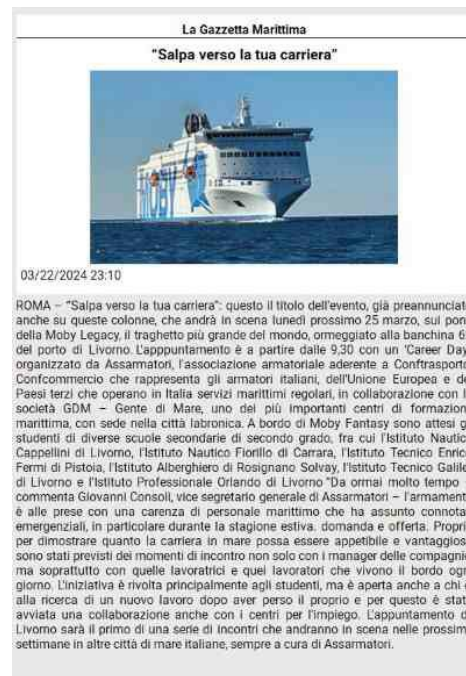 La Gazzetta Marittima
“Salpa verso la tua carriera”
03/22/2024 23:10
ROMA – “Salpa verso la tua carriera”: questo il titolo dell’evento, già preannunciat
anche su queste colonne, che andrà in scena lunedì prossimo 25 marzo, sui pon
della Moby Legacy, il traghetto più grande del mondo, ormeggiato alla banchina 6
del porto di Livorno. L’apppuntamento è a partire dalle 9,30 con un ‘Career Day
organizzato da Assarmatori, l’associazione armatoriale aderente a Conftrasporto
Confcommercio che rappresenta gli armatori italiani, dell’Unione Europea e de
Paesi terzi che operano in Italia servizi marittimi regolari, in collaborazione con l
società GDM – Gente di Mare, uno dei più importanti centri di formazion
marittima, con sede nella città labronica. A bordo di Moby Fantasy sono attesi g
studenti di diverse scuole secondarie di secondo grado, fra cui l’Istituto Nautic
Cappellini di Livorno, l’Istituto Nautico Fiorillo di Carrara, l’Istituto Tecnico Enric
Fermi di Pistoia, l’Istituto Alberghiero di Rosignano Solvay, l’Istituto Tecnico Galile
di Livorno e l’Istituto Professionale Orlando di Livorno “Da ormai molto tempo -
commenta Giovanni Consoli, vice segretario generale di Assarmatori – l’armament
è alle prese con una carenza di personale marittimo che ha assunto connota
emergenziali, in particolare durante la stagione estiva. domanda e offerta. Propri
per dimostrare quanto la carriera in mare possa essere appetibile e vantaggios
sono stati previsti dei momenti di incontro non solo con i manager delle compagnie
ma soprattutto con quelle lavoratrici e quei lavoratori che vivono il bordo ogn
giorno. L’iniziativa è rivolta principalmente agli studenti, ma è aperta anche a chi
alla ricerca di un nuovo lavoro dopo aver perso il proprio e per questo è stat
avviata una collaborazione anche con i centri per l’impiego. L’appuntamento d
Livorno sarà il primo di una serie di incontri che andranno in scena nelle prossim
settimane in altre città di mare italiane, sempre a cura di Assarmatori.